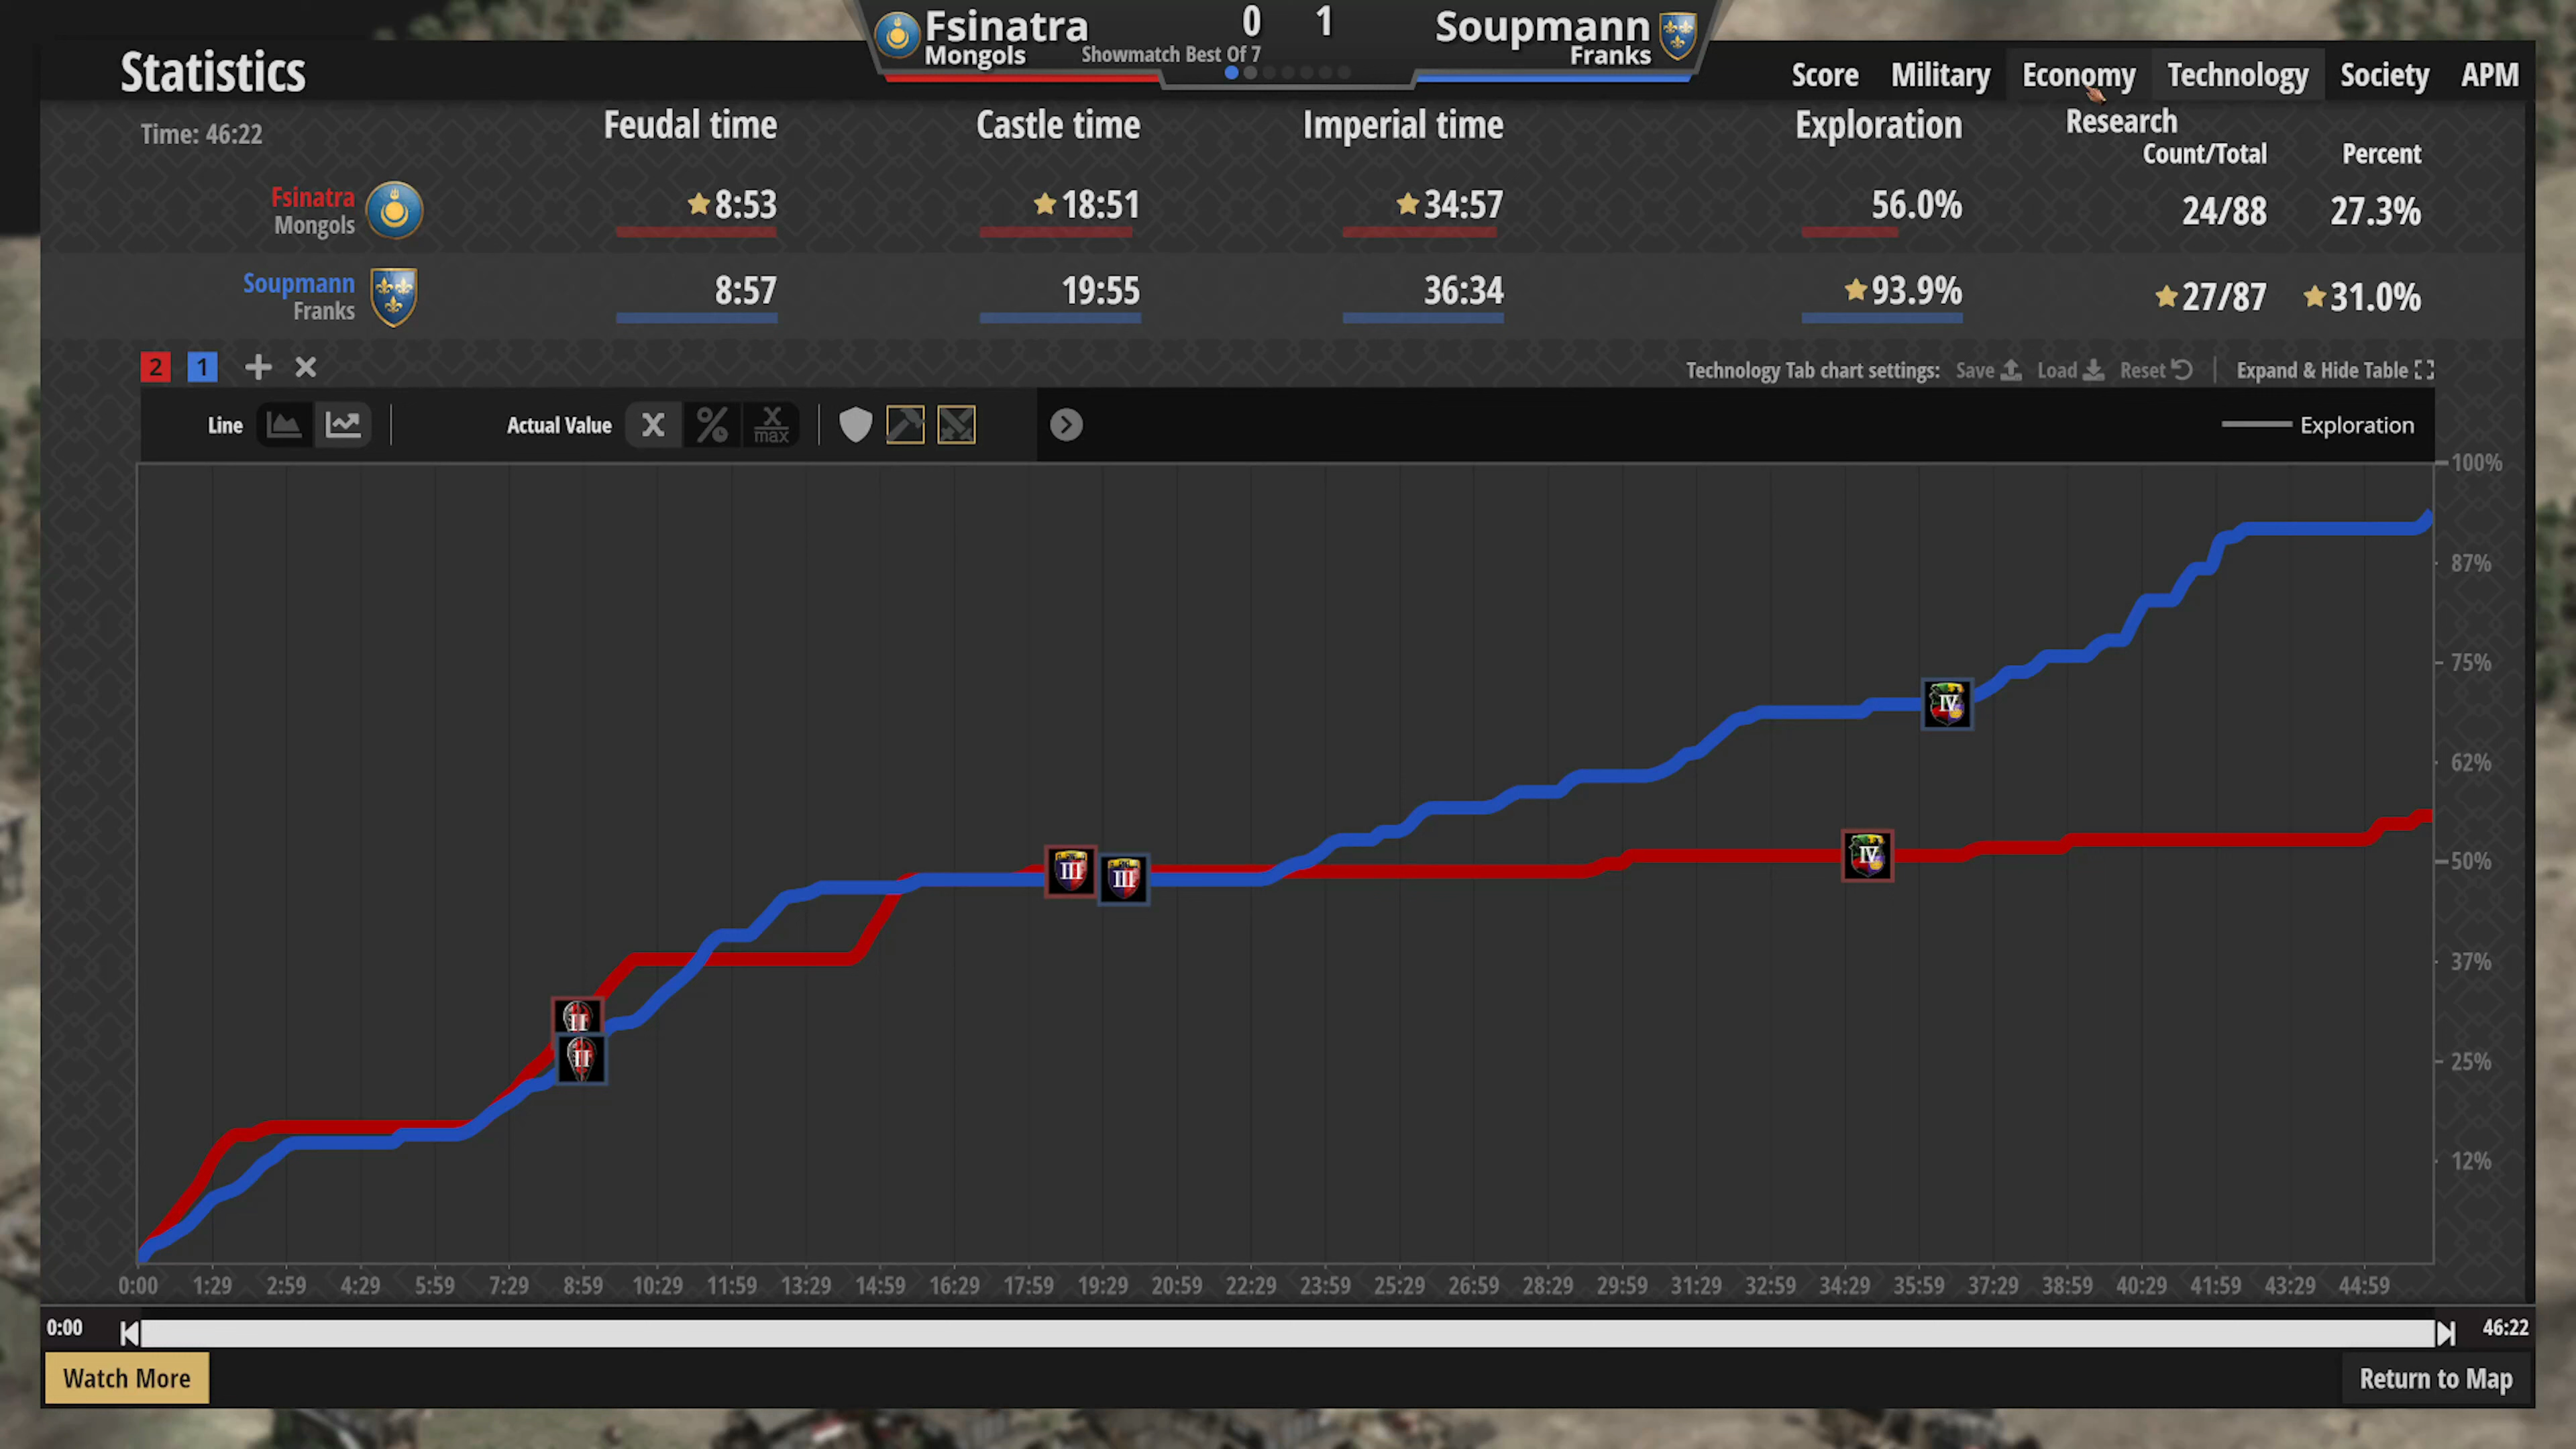 Fsinatra 0 1 Soupmann
Mongols Showmatch Best Of 7 Franks
Statistics
Score Military Economy Technology Society APM
Time: 46:22 Feudal time Castle time Imperial time Exploration Research
Count/Total Percent
Fsinatra 8:53 18:51 34:57 56.0% 24/88 27.3%
Mongols
Soupmann 8:57 19:55 36:34 93.9% 27/87 31.0%
Franks
2 1 Technology Tab chart settings: Save Load Reset Expand & Hide Table
Line Actual Value X % X max Exploration
100%
87%
75%
IV
62%
IV
50%
III III
37%
II
II
25%
12%
0:00 1:29 2:59 4:29 5:59 7:29 8:59 10:29 11:59 13:29 14:59 16:29 17:59 19:29 20:59 22:29 23:59 25:29 26:59 28:29 29:59 31:29 32:59 34:29 35:59 37:29 38:59 40:29 41:59 43:29 44:59
0:00 46:22
Watch More Return to Map